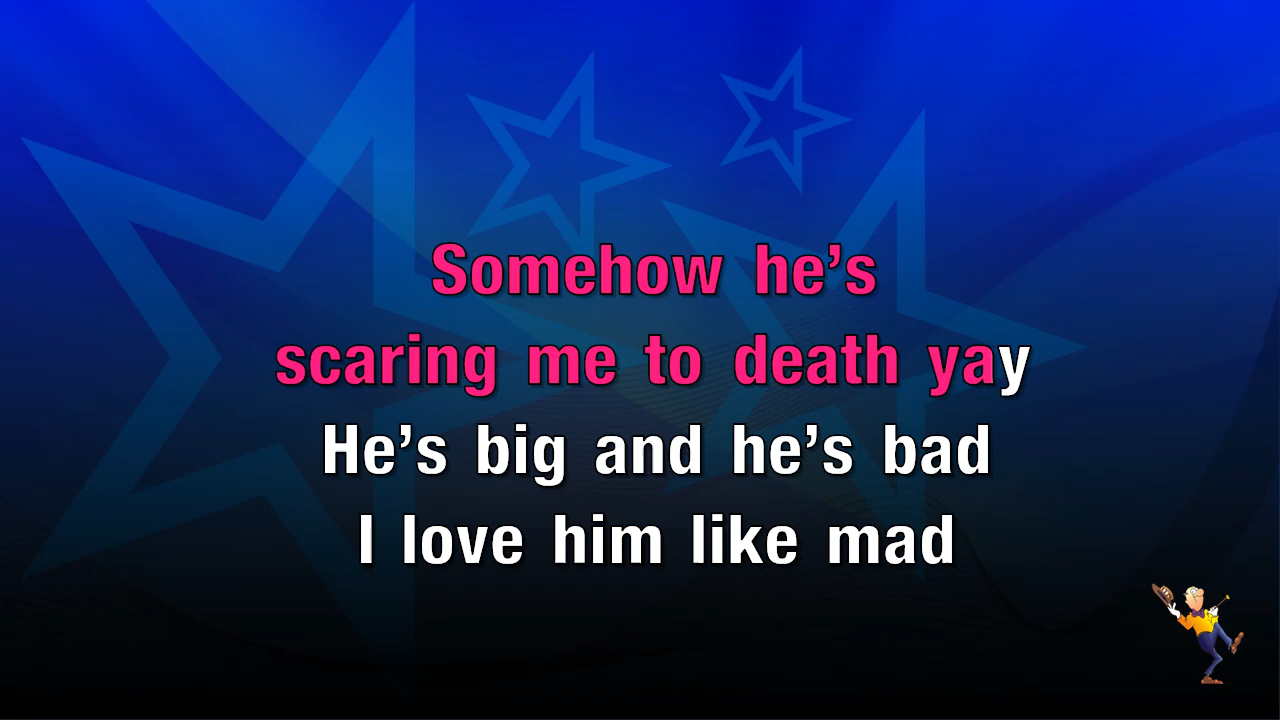 Somehow he’s
scaring me to death yay
He’s big and he’s bad
I love him like mad